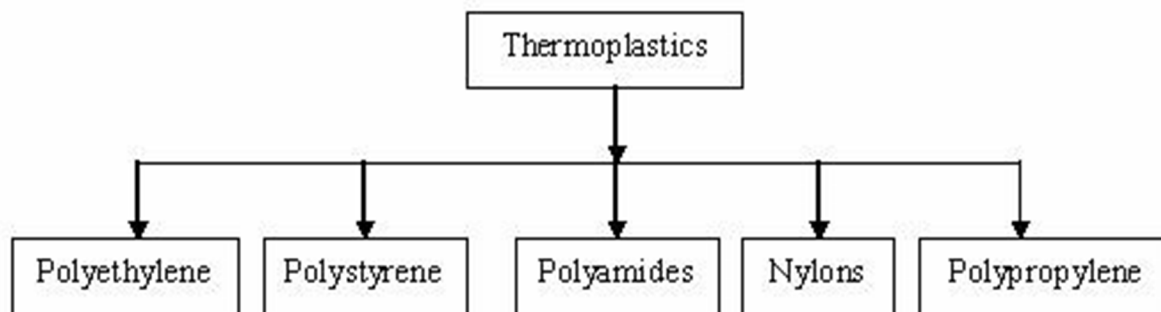 Thermoplastics
Polyethylene
Polystyrene
Polyamides
Nylons
Polypropylene